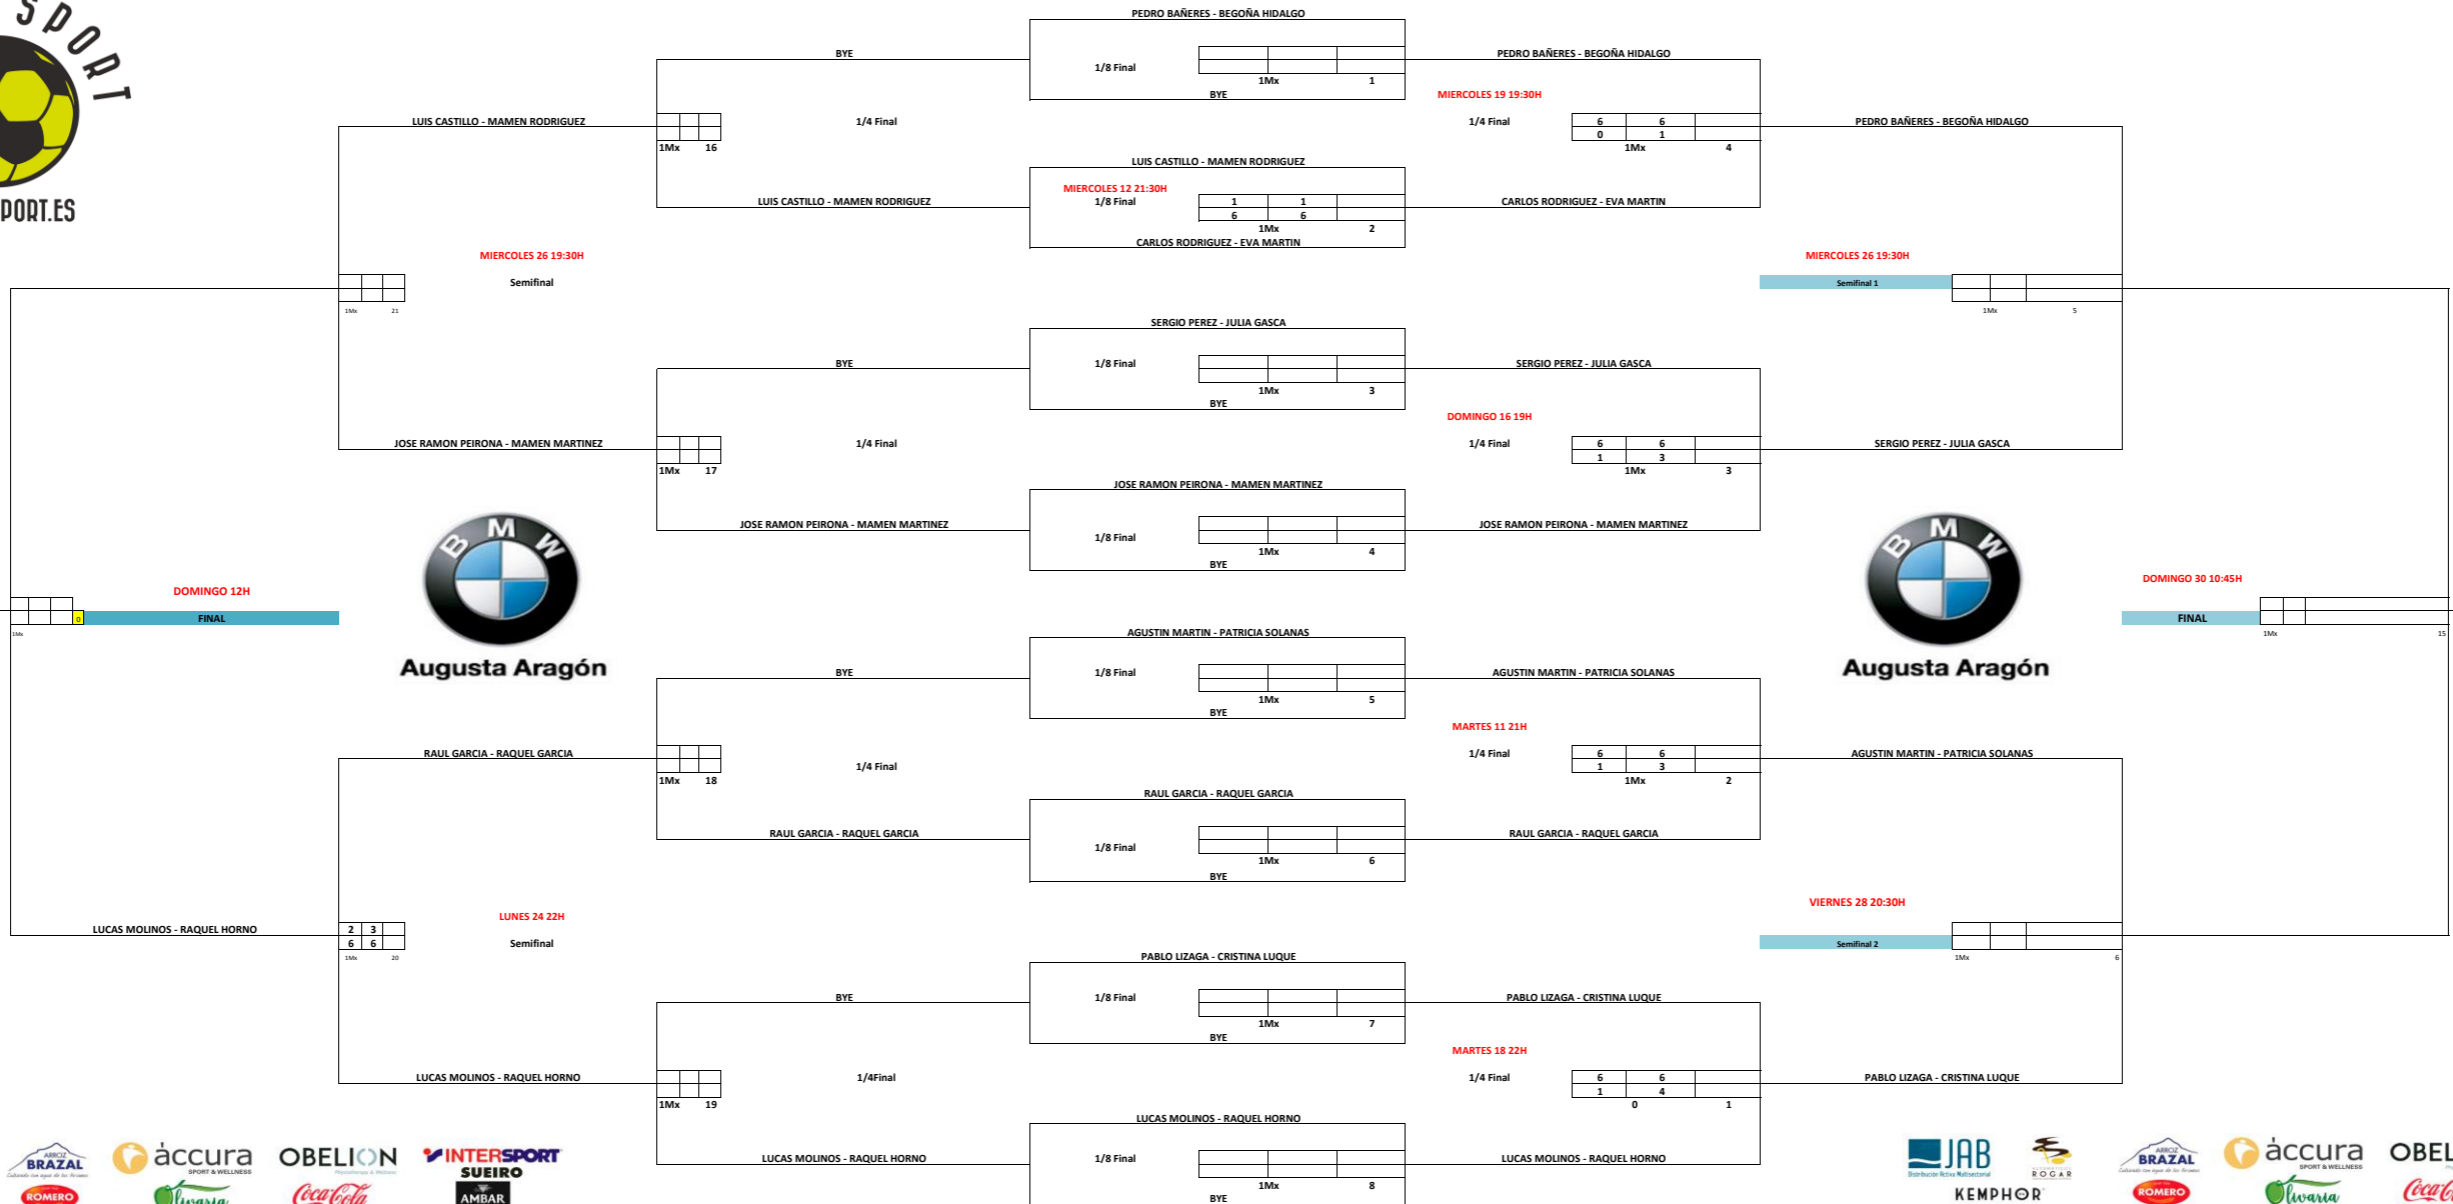 SPORT
PORT.ES
PEDRO BAÑERES - BEGOÑA HIDALGO
BYE
1/8 Final
1Mx 1
BYE
PEDRO BAÑERES - BEGOÑA HIDALGO
MIERCOLES 19 19:30H
LUIS CASTILLO - MAMEN RODRIGUEZ
1Mx 16
1/4 Final
1/4 Final
6 6
0 1
1Mx 4
PEDRO BAÑERES - BEGOÑA HIDALGO
LUIS CASTILLO - MAMEN RODRIGUEZ
MIERCOLES 12 21:30H
LUIS CASTILLO - MAMEN RODRIGUEZ
1/8 Final
1 1
6 6
1Mx 2
CARLOS RODRIGUEZ - EVA MARTIN
CARLOS RODRIGUEZ - EVA MARTIN
MIERCOLES 26 19:30H
Semifinal
1Mx 21
MIERCOLES 26 19:30H
Semifinal 1
1Mx 5
SERGIO PEREZ - JULIA GASCA
BYE
1/8 Final
1Mx 3
BYE
SERGIO PEREZ - JULIA GASCA
DOMINGO 16 19H
JOSE RAMON PEIRONA - MAMEN MARTINEZ
1Mx 17
1/4 Final
1/4 Final
6 6
1 3
1Mx 3
SERGIO PEREZ - JULIA GASCA
JOSE RAMON PEIRONA - MAMEN MARTINEZ
JOSE RAMON PEIRONA - MAMEN MARTINEZ
1/8 Final
1Mx 4
BYE
JOSE RAMON PEIRONA - MAMEN MARTINEZ
BMW
Augusta Aragón
BMW
Augusta Aragón
DOMINGO 12H
0
FINAL
1Mx
DOMINGO 30 10:45H
FINAL
1Mx 15
AGUSTIN MARTIN - PATRICIA SOLANAS
BYE
1/8 Final
1Mx 5
BYE
AGUSTIN MARTIN - PATRICIA SOLANAS
MARTES 11 21H
RAUL GARCIA - RAQUEL GARCIA
1Mx 18
1/4 Final
1/4 Final
6 6
1 3
1Mx 2
AGUSTIN MARTIN - PATRICIA SOLANAS
RAUL GARCIA - RAQUEL GARCIA
RAUL GARCIA - RAQUEL GARCIA
1/8 Final
1Mx 6
BYE
RAUL GARCIA - RAQUEL GARCIA
LUNES 24 22H
LUCAS MOLINOS - RAQUEL HORNO
2 3
6 6
1Mx 20
Semifinal
VIERNES 28 20:30H
Semifinal 2
1Mx 6
PABLO LIZAGA - CRISTINA LUQUE
BYE
1/8 Final
1Mx 7
BYE
PABLO LIZAGA - CRISTINA LUQUE
MARTES 18 22H
LUCAS MOLINOS - RAQUEL HORNO
1Mx 19
1/4Final
1/4 Final
6 6
1 4
0 1
PABLO LIZAGA - CRISTINA LUQUE
LUCAS MOLINOS - RAQUEL HORNO
LUCAS MOLINOS - RAQUEL HORNO
1/8 Final
1Mx 8
BYE
LUCAS MOLINOS - RAQUEL HORNO
ARROZ
BRAZAL
àccura
SPORT & WELLNESS
OBELION
INTERSPORT
SUEIRO
ROMERO
Olivaria
Coca-Cola
AMBAR
JAB
Distribución Activa Multisectorial
ROGAR
KEMPHOR
ARROZ
BRAZAL
àccura
SPORT & WELLNESS
OBEL
ROMERO
Olivaria